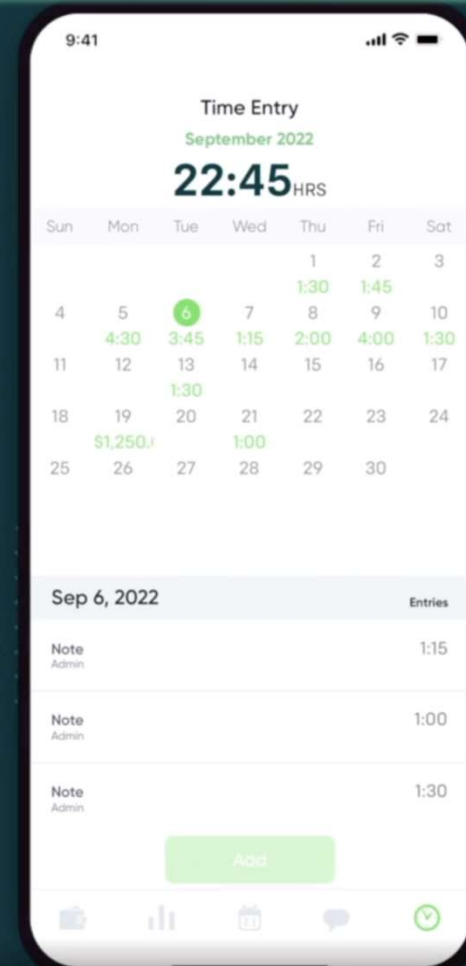 9:41
Time Entry
September 2022
22:45 HRS
Sun Mon Tue Wed Thu Fri Sat
1 2 3
1:30 1:45
4 5 6 7 8 9 10
4:30 3:45 1:15 2:00 4:00 1:30
11 12 13 14 15 16 17
1:30
18 19 20 21 22 23 24
$1,250. 1:00
25 26 27 28 29 30
Sep 6, 2022 Entries
Note 1:15
Admin
Note 1:00
Admin
Note 1:30
Admin
Add